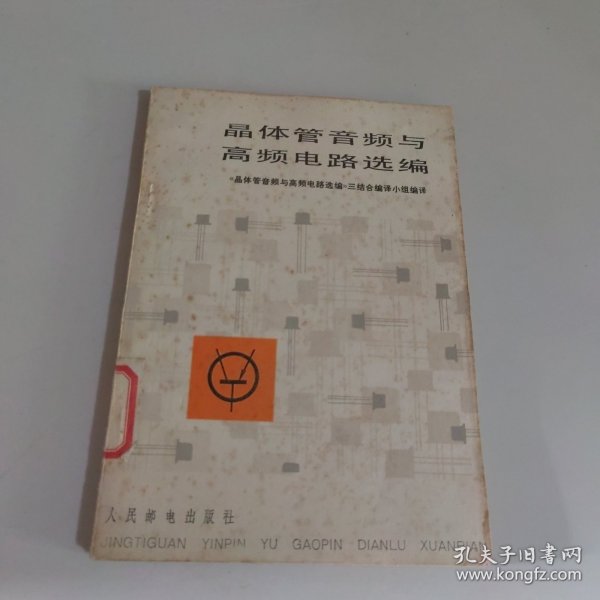 晶体管音频与
高频电路选编
《晶体管音频与高频电路选编》三结合编译小组编译
人民邮电出版社
JINGTIGUAN YINPIN YU GAOPIN DIANLU XUANBIAN
孔夫子旧书网
www.kongfz.com